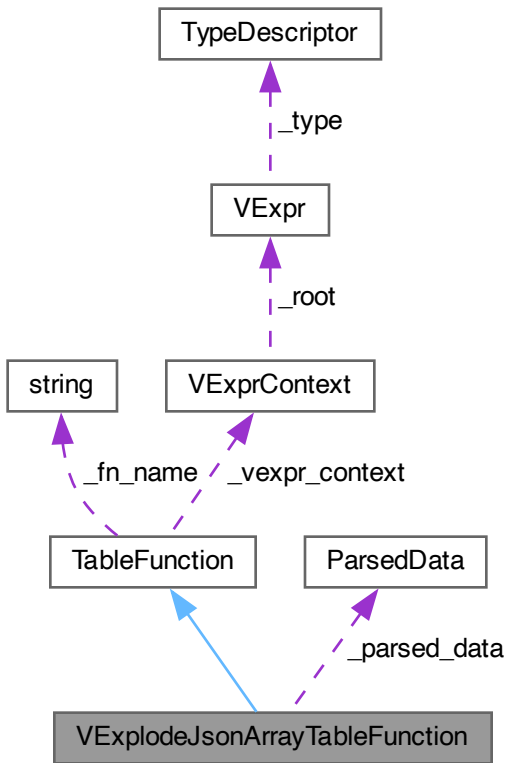 TypeDescriptor
_type
VExpr
_root
string
VExprContext
_fn_name
_vexpr_context
TableFunction
ParsedData
_parsed_data
VExplodeJsonArrayTableFunction